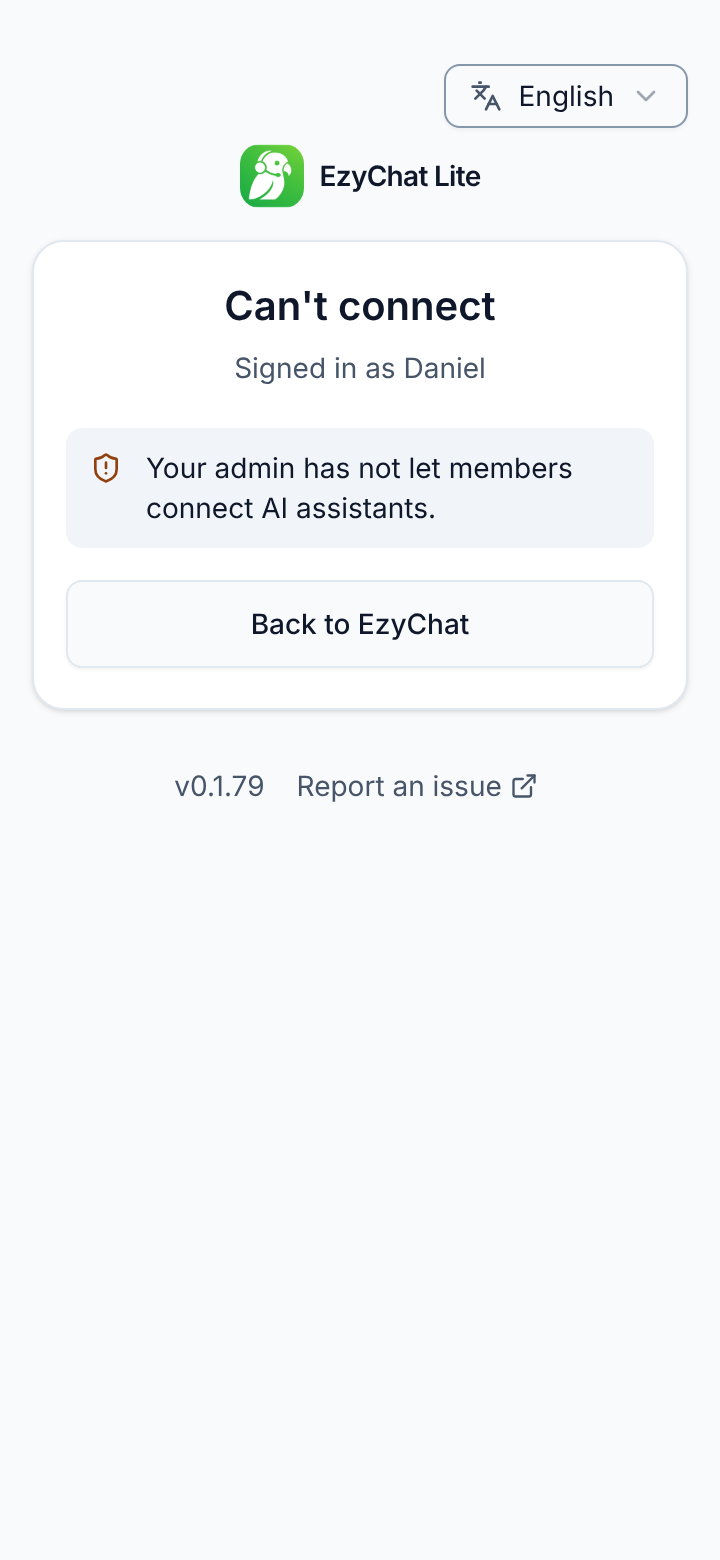 English
EzyChat Lite
Can't connect
Signed in as Daniel
Your admin has not let members
connect AI assistants.
Back to EzyChat
v0.1.79 Report an issue